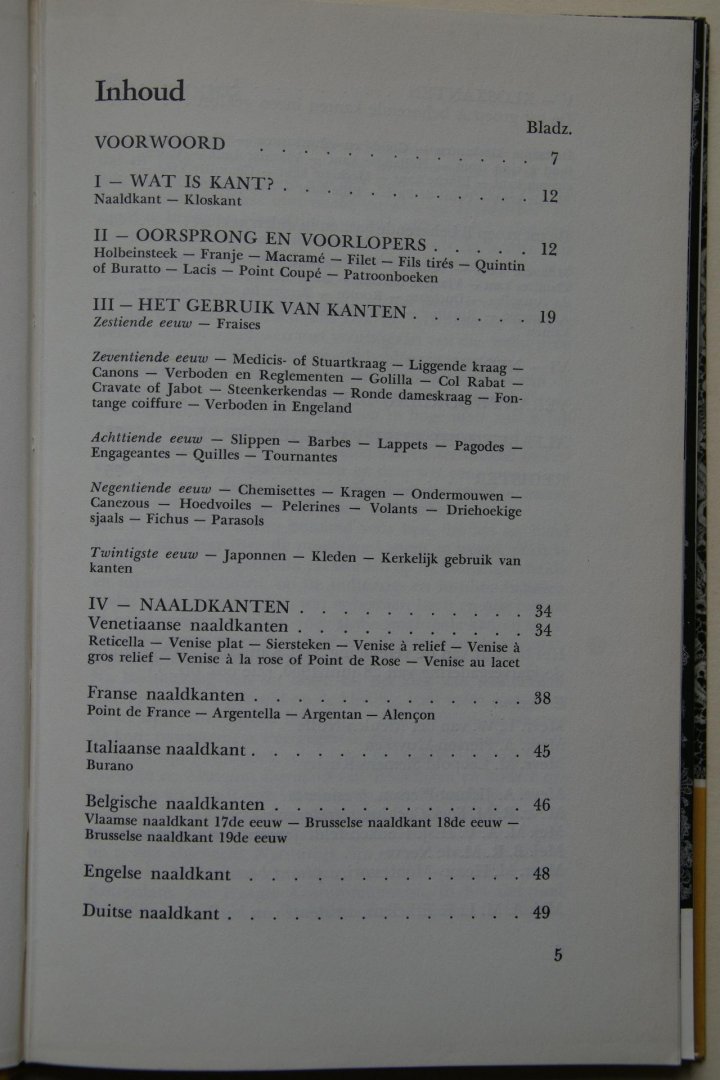 Inhoud
Bladz.
VOORWOORD . . . . . . . . . . . . . 7
I – WAT IS KANT? . . . . . . . . . . . 12
Naaldkant — Kloskant
II – OORSPRONG EN VOORLOPERS . . . . . 12
Holbeinsteek — Franje — Macramé — Filet — Fils tirés — Quintin
of Buratto — Lacis — Point Coupé — Patroonboeken
III – HET GEBRUIK VAN KANTEN . . . . . . 19
Zestiende eeuw — Fraises
Zeventiende eeuw — Medicis- of Stuartkraag — Liggende kraag —
Canons — Verboden en Reglementen — Golilla — Col Rabat —
Cravate of Jabot — Steenkerkendas — Ronde dameskraag — Fon-
tange coiffure — Verboden in Engeland
Achttiende eeuw — Slippen — Barbes — Lappets — Pagodes —
Engageantes — Quilles — Tournantes
Negentiende eeuw — Chemisettes — Kragen — Ondermouwen —
Canezous — Hoedvoiles — Pelerines — Volants — Driehoekige
sjaals — Fichus — Parasols
Twintigste eeuw — Japonnen — Kleden — Kerkelijk gebruik van
kanten
IV – NAALDKANTEN . . . . . . . . . . . 34
Venetiaanse naaldkanten . . . . . . . . . . . 34
Reticella — Venise plat — Siersteken — Venise à relief — Venise à
gros relief — Venise à la rose of Point de Rose — Venise au lacet
Franse naaldkanten . . . . . . . . . . . . . 38
Point de France — Argentella — Argentan — Alençon
Italiaanse naaldkant . . . . . . . . . . . . . 45
Burano
Belgische naaldkanten . . . . . . . . . . . . 46
Vlaamse naaldkant 17de eeuw — Brusselse naaldkant 18de eeuw —
Brusselse naaldkant 19de eeuw
Engelse naaldkant . . . . . . . . . . . . . 48
Duitse naaldkant . . . . . . . . . . . . . . 49
5